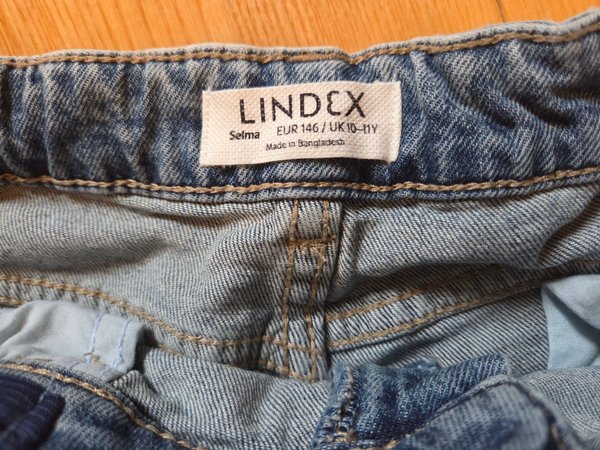 LINDEX
Selma EUR 146 / UK 10-11Y
Made in Bangladesh